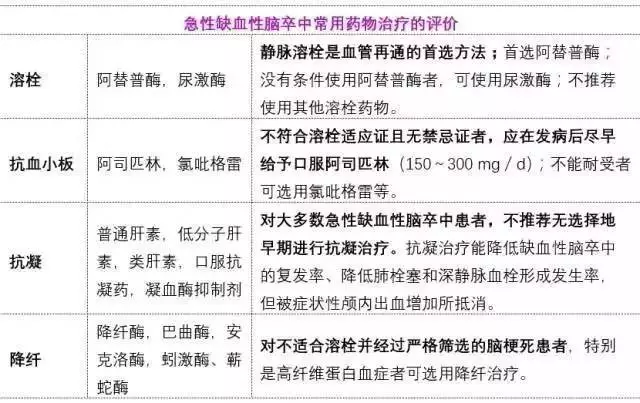 急性缺血性脑卒中常用药物治疗的评价
溶栓
阿替普酶，尿激酶
静脉溶栓是血管再通的首选方法；首选阿替普酶；
没有条件使用阿替普酶者，可使用尿激酶；不推荐
使用其他溶栓药物。
抗血小板
阿司匹林，氯吡格雷
不符合溶栓适应证且无禁忌证者，应在发病后尽早
给予口服阿司匹林（150～300 mg／d）；不能耐受者
可选用氯吡格雷等。
抗凝
普通肝素，低分子肝
素，类肝素，口服抗
凝药，凝血酶抑制剂
对大多数急性缺血性脑卒中患者，不推荐无选择地
早期进行抗凝治疗。抗凝治疗能降低缺血性脑卒中
的复发率、降低肺栓塞和深静脉血栓形成发生率，
但被症状性颅内出血增加所抵消。
降纤
降纤酶，巴曲酶，安
克洛酶，蚓激酶、蕲
蛇酶
对不适合溶栓并经过严格筛选的脑梗死患者，特别
是高纤维蛋白血症者可选用降纤治疗。